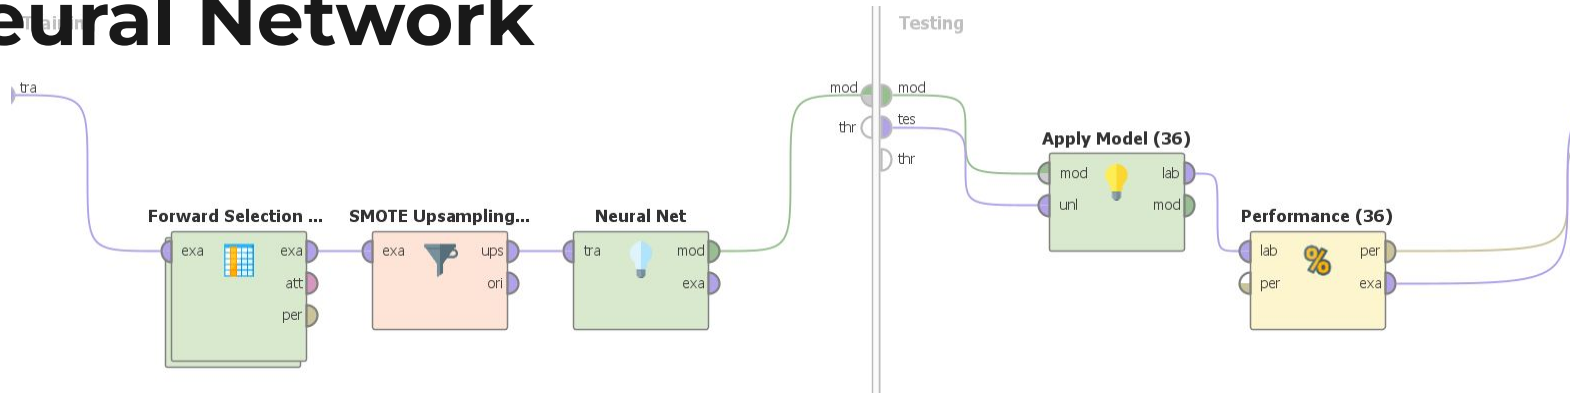 eural Network
Training
Testing
tra
mod
mod
thr
tes
thr
Forward Selection ...
exa
exa
att
per
SMOTE Upsampling...
exa
ups
ori
Neural Net
tra
mod
exa
Apply Model (36)
mod
lab
unl
mod
Performance (36)
%
lab
per
per
exa